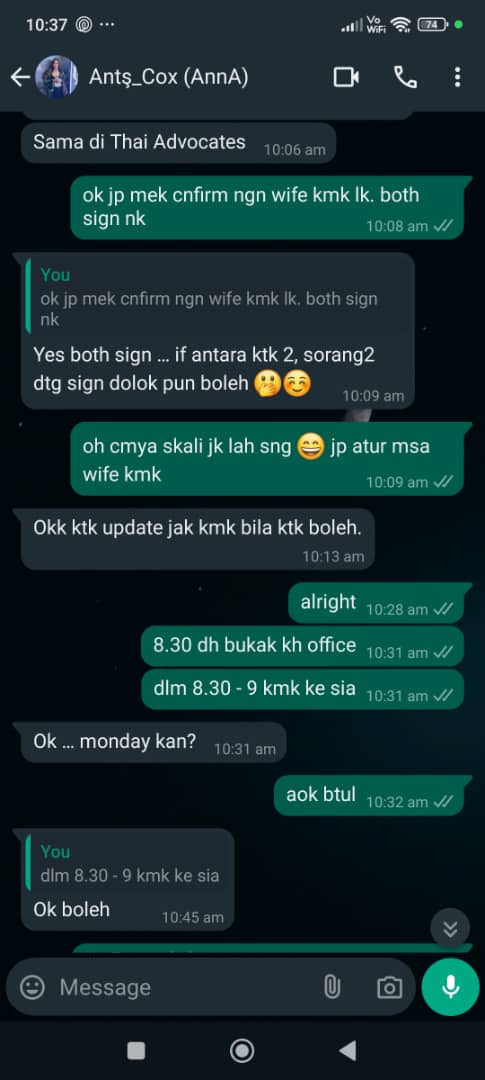 10:37
Vo
WiFi
74
Antş_Cox (AnnA)
Sama di Thai Advocates 10:06 am
ok jp mek cnfirm ngn wife kmk lk. both
sign nk
10:08 am
You
ok jp mek cnfirm ngn wife kmk lk. both sign
nk
Yes both sign ... if antara ktk 2, sorang2
dtg sign dolok pun boleh 🤭☺️
10:09 am
oh cmya skali jk lah sng 😄 jp atur msa
wife kmk
10:09 am
Okk ktk update jak kmk bila ktk boleh.
10:13 am
alright 10:28 am
8.30 dh bukak kh office 10:31 am
dlm 8.30 - 9 kmk ke sia 10:31 am
Ok ... monday kan? 10:31 am
aok btul 10:32 am
You
dlm 8.30 - 9 kmk ke sia
Ok boleh 10:45 am
Message